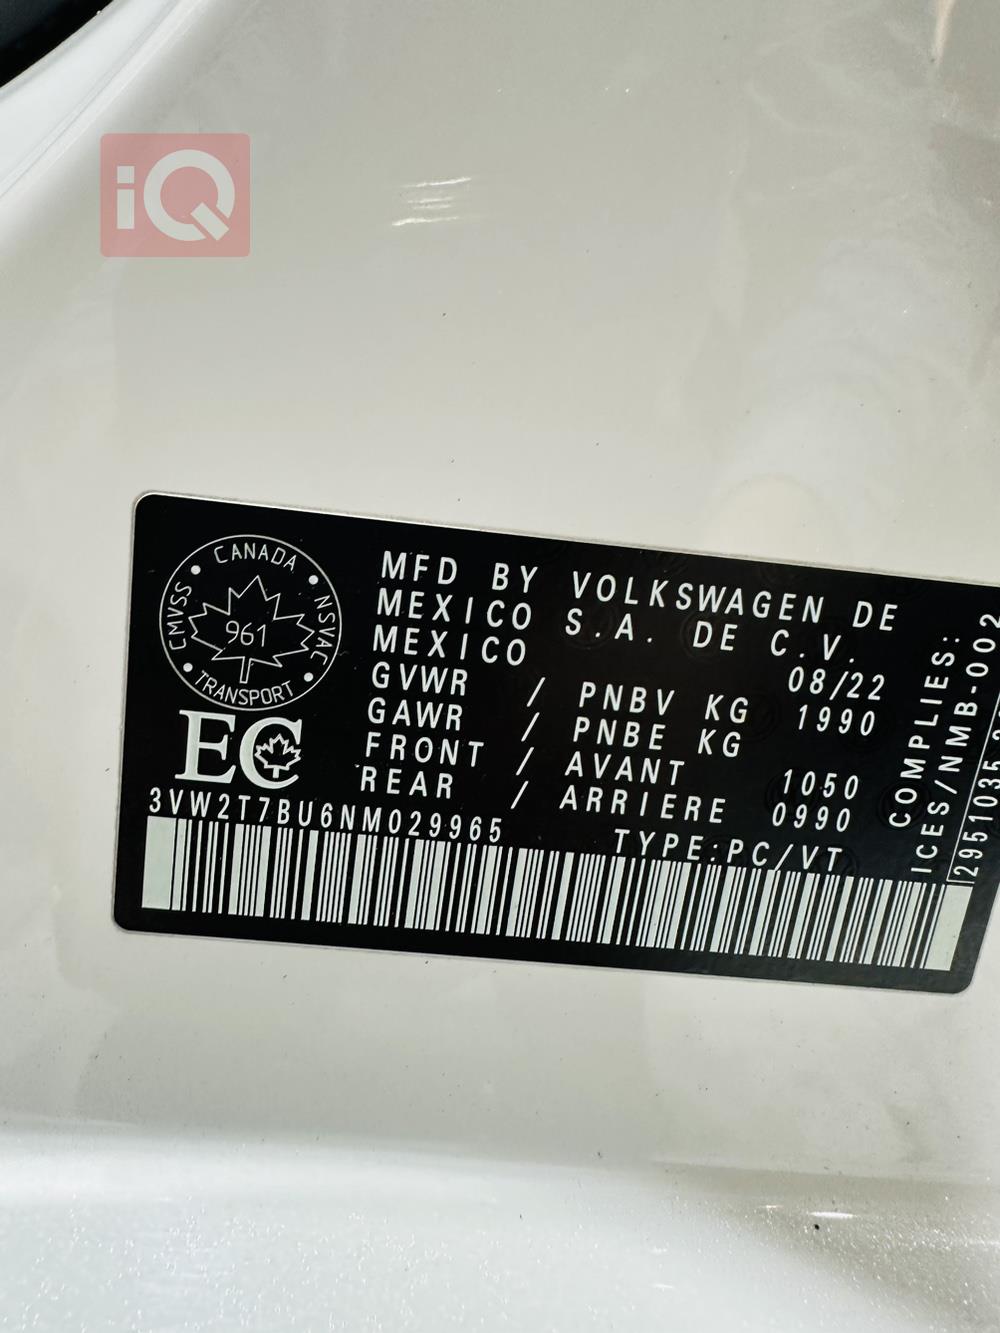 iQ
CANADA
CMVSS
NSVAC
961
TRANSPORT
EC
MFD BY VOLKSWAGEN DE
MEXICO S.A. DE C.V.
MEXICO 08/22
GVWR / PNBV KG 1990
GAWR / PNBE KG
FRONT / AVANT 1050
REAR / ARRIERE 0990
3VW2T7BU6NM029965 TYPE:PC/VT
COMPLIES:
ICES/NMB-002
2951035